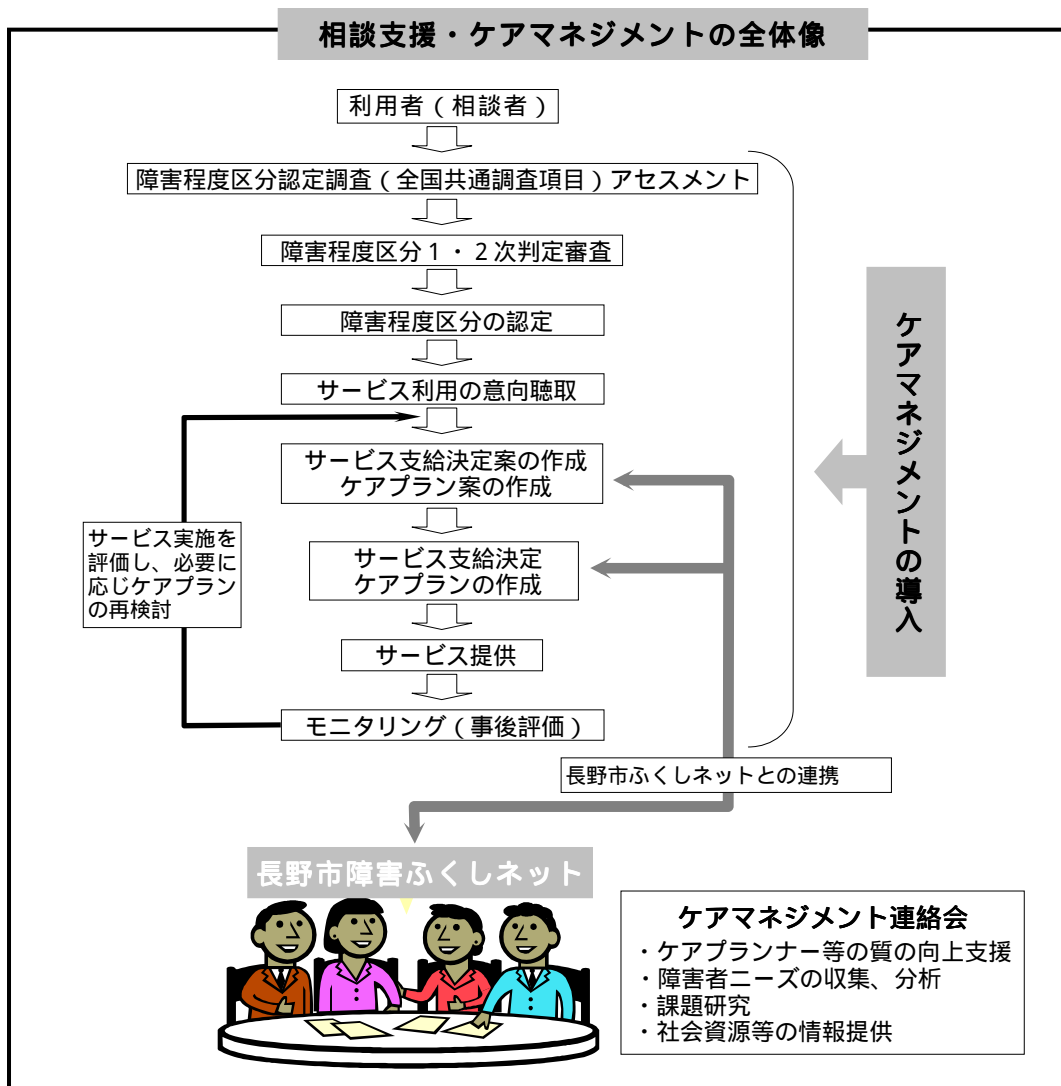 相談支援・ケアマネジメントの全体像
利用者（相談者）
障害程度区分認定調査（全国共通調査項目）アセスメント
障害程度区分１・２次判定審査
障害程度区分の認定
サービス利用の意向聴取
サービス支給決定案の作成
ケアプラン案の作成
サービス支給決定
ケアプランの作成
サービス提供
モニタリング（事後評価）
サービス実施を
評価し、必要に
応じケアプラン
の再検討
ケアマネジメントの導入
長野市ふくしネットとの連携
長野市障害ふくしネット
ケアマネジメント連絡会
・ケアプランナー等の質の向上支援
・障害者ニーズの収集、分析
・課題研究
・社会資源等の情報提供